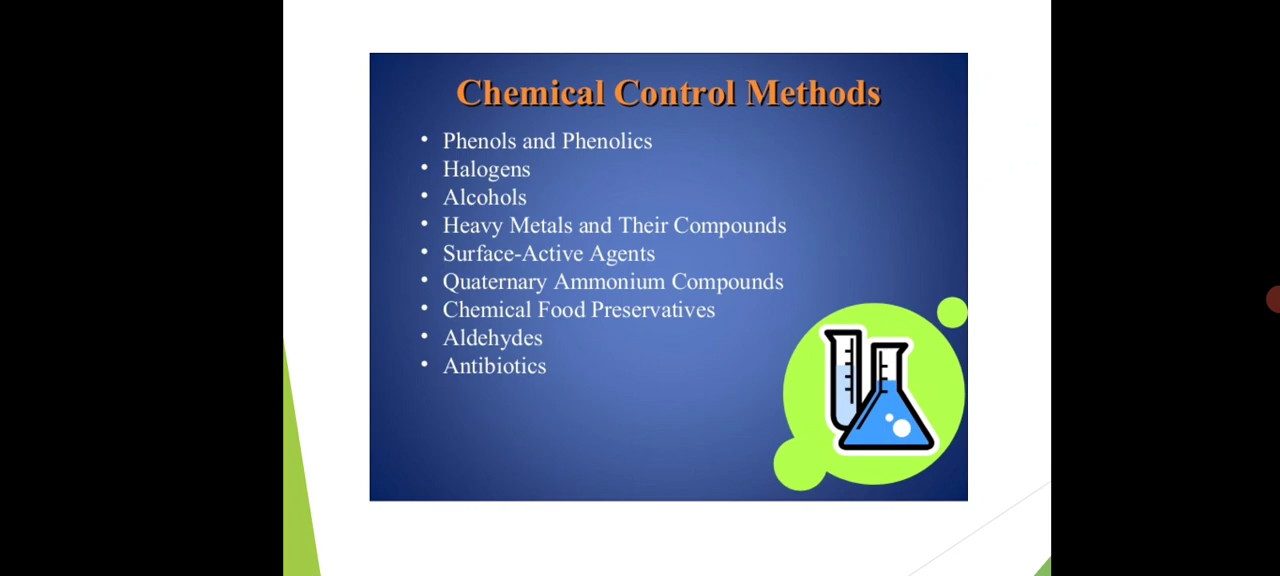 Chemical Control Methods
• Phenols and Phenolics
• Halogens
• Alcohols
• Heavy Metals and Their Compounds
• Surface-Active Agents
• Quaternary Ammonium Compounds
• Chemical Food Preservatives
• Aldehydes
• Antibiotics